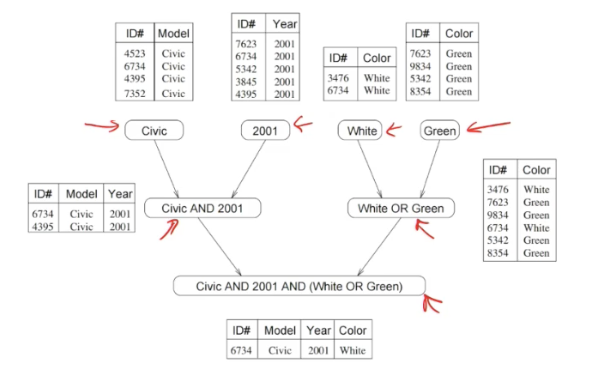 ID# Model
4523 Civic
6734 Civic
4395 Civic
7352 Civic
ID# Year
7623 2001
6734 2001
5342 2001
3845 2001
4395 2001
ID# Color
3476 White
6734 White
ID# Color
7623 Green
9834 Green
5342 Green
8354 Green
Civic
2001
White
Green
ID# Model Year
6734 Civic 2001
4395 Civic 2001
Civic AND 2001
White OR Green
ID# Color
3476 White
7623 Green
9834 Green
6734 White
5342 Green
8354 Green
Civic AND 2001 AND (White OR Green)
ID# Model Year Color
6734 Civic 2001 White